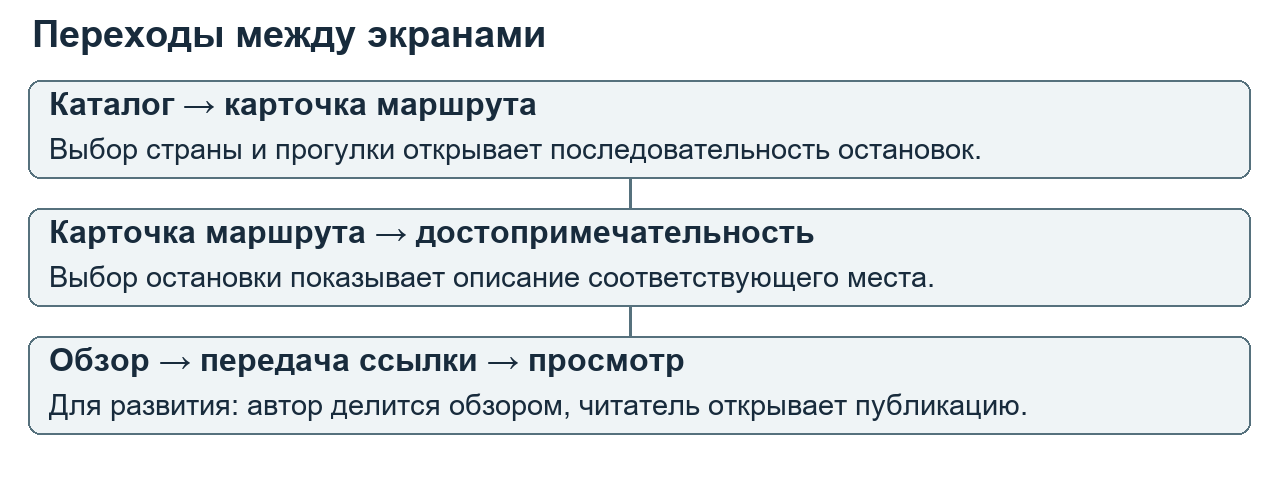 Переходы между экранами
Каталог → карточка маршрута
Выбор страны и прогулки открывает последовательность остановок.
Карточка маршрута → достопримечательность
Выбор остановки показывает описание соответствующего места.
Обзор → передача ссылки → просмотр
Для развития: автор делится обзором, читатель открывает публикацию.